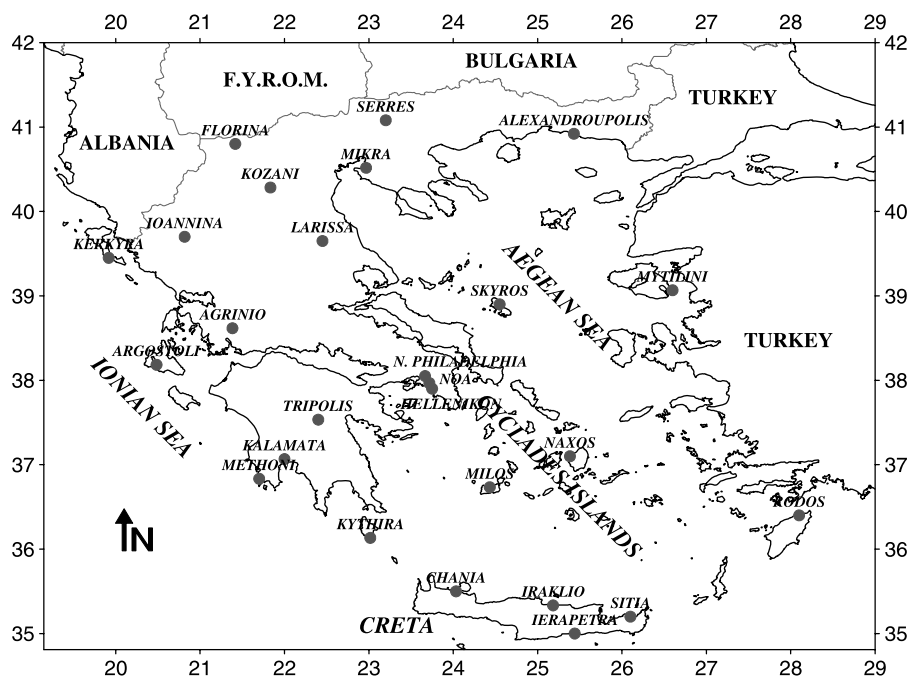 20 21 22 23 24 25 26 27 28 29
42 42
BULGARIA
F.Y.R.O.M.
TURKEY
SERRES
41 41
ALEXANDROUPOLIS
FLORINA
ALBANIA
MIKRA
KOZANI
40 40
IOANNINA
LARISSA
KERKYRA
AEGEAN SEA
MYTILINI
SKYROS
39 39
AGRINIO
TURKEY
ARGOSTOLI
IONIAN SEA
N. PHILADELPHIA
38 38
NOA
HELLENIKON
TRIPOLIS
CYCLADES ISLANDS
KALAMATA
NAXOS
METHONI
MILOS
37 37
RODOS
KYTHIRA
N
36 36
CHANIA
IRAKLIO
SITIA
IERAPETRA
CRETA
35 35
20 21 22 23 24 25 26 27 28 29